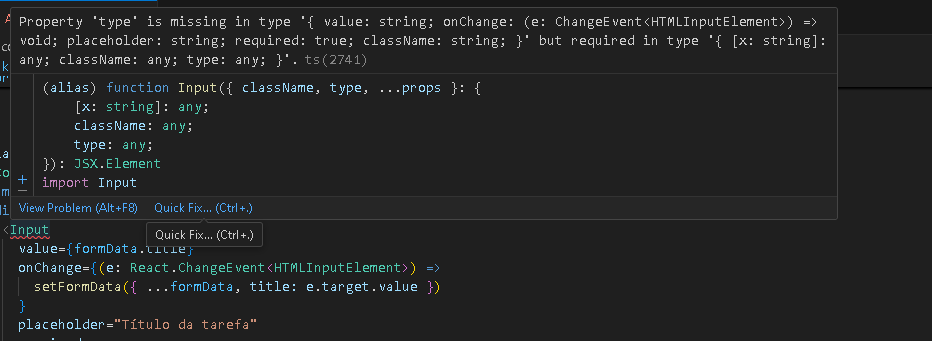 Property 'type' is missing in type '{ value: string; onChange: (e: ChangeEvent<HTMLInputElement>) =>
void; placeholder: string; required: true; className: string; }' but required in type '{ [x: string]:
any; className: any; type: any; }'. ts(2741)
(alias) function Input({ className, type, ...props }: {
[x: string]: any;
className: any;
type: any;
}): JSX.Element
import Input
View Problem (Alt+F8) Quick Fix... (Ctrl+.)
<Input
Quick Fix... (Ctrl+.)
value={formData.title}
onChange={(e: React.ChangeEvent<HTMLInputElement>) =>
setFormData({ ...formData, title: e.target.value })
}
placeholder="Título da tarefa"